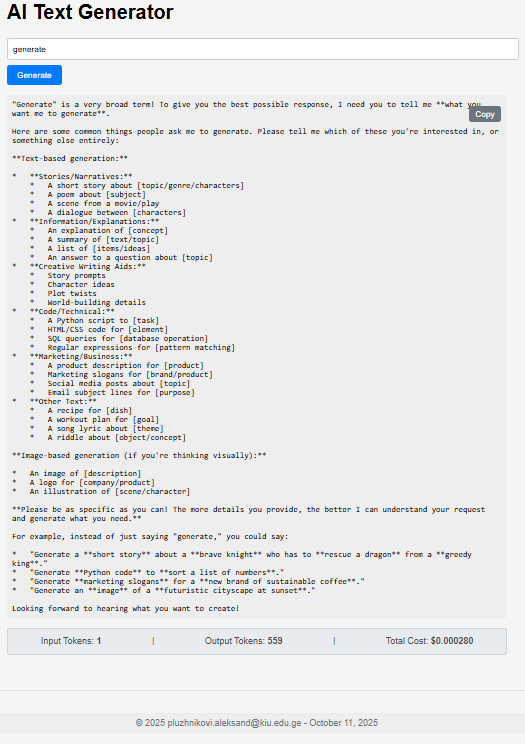 AI Text Generator
generate
Generate
"Generate" is a very broad term! To give you the best possible response, I need you to tell me **what you
want me to generate**.
Copy
Here are some common things people ask me to generate. Please tell me which of these you're interested in, or
something else entirely:
**Text-based generation:**
*   **Stories/Narratives:**
    *   A short story about [topic/genre/characters]
    *   A poem about [subject]
    *   A scene from a movie/play
    *   A dialogue between [characters]
*   **Information/Explanations:**
    *   An explanation of [concept]
    *   A summary of [text/topic]
    *   A list of [items/ideas]
    *   An answer to a question about [topic]
*   **Creative Writing Aids:**
    *   Story prompts
    *   Character ideas
    *   Plot twists
    *   World-building details
*   **Code/Technical:**
    *   A Python script to [task]
    *   HTML/CSS code for [element]
    *   SQL queries for [database operation]
    *   Regular expressions for [pattern matching]
*   **Marketing/Business:**
    *   A product description for [product]
    *   Marketing slogans for [brand/product]
    *   Social media posts about [topic]
    *   Email subject lines for [purpose]
*   **Other Text:**
    *   A recipe for [dish]
    *   A workout plan for [goal]
    *   A song lyric about [theme]
    *   A riddle about [object/concept]
**Image-based generation (if you're thinking visually):**
*   An image of [description]
*   A logo for [company/product]
*   An illustration of [scene/character]
**Please be as specific as you can! The more details you provide, the better I can understand your request
and generate what you need.**
For example, instead of just saying "generate," you could say:
*   "Generate a **short story** about a **brave knight** who has to **rescue a dragon** from a **greedy
king**."
*   "Generate **Python code** to **sort a list of numbers**."
*   "Generate **marketing slogans** for a **new brand of sustainable coffee**."
*   "Generate an **image** of a **futuristic cityscape at sunset**."
Looking forward to hearing what you want to create!
Input Tokens: 1 | Output Tokens: 559 | Total Cost: $0.000280
© 2025 pluzhnikovi.aleksand@kiu.edu.ge - October 11, 2025